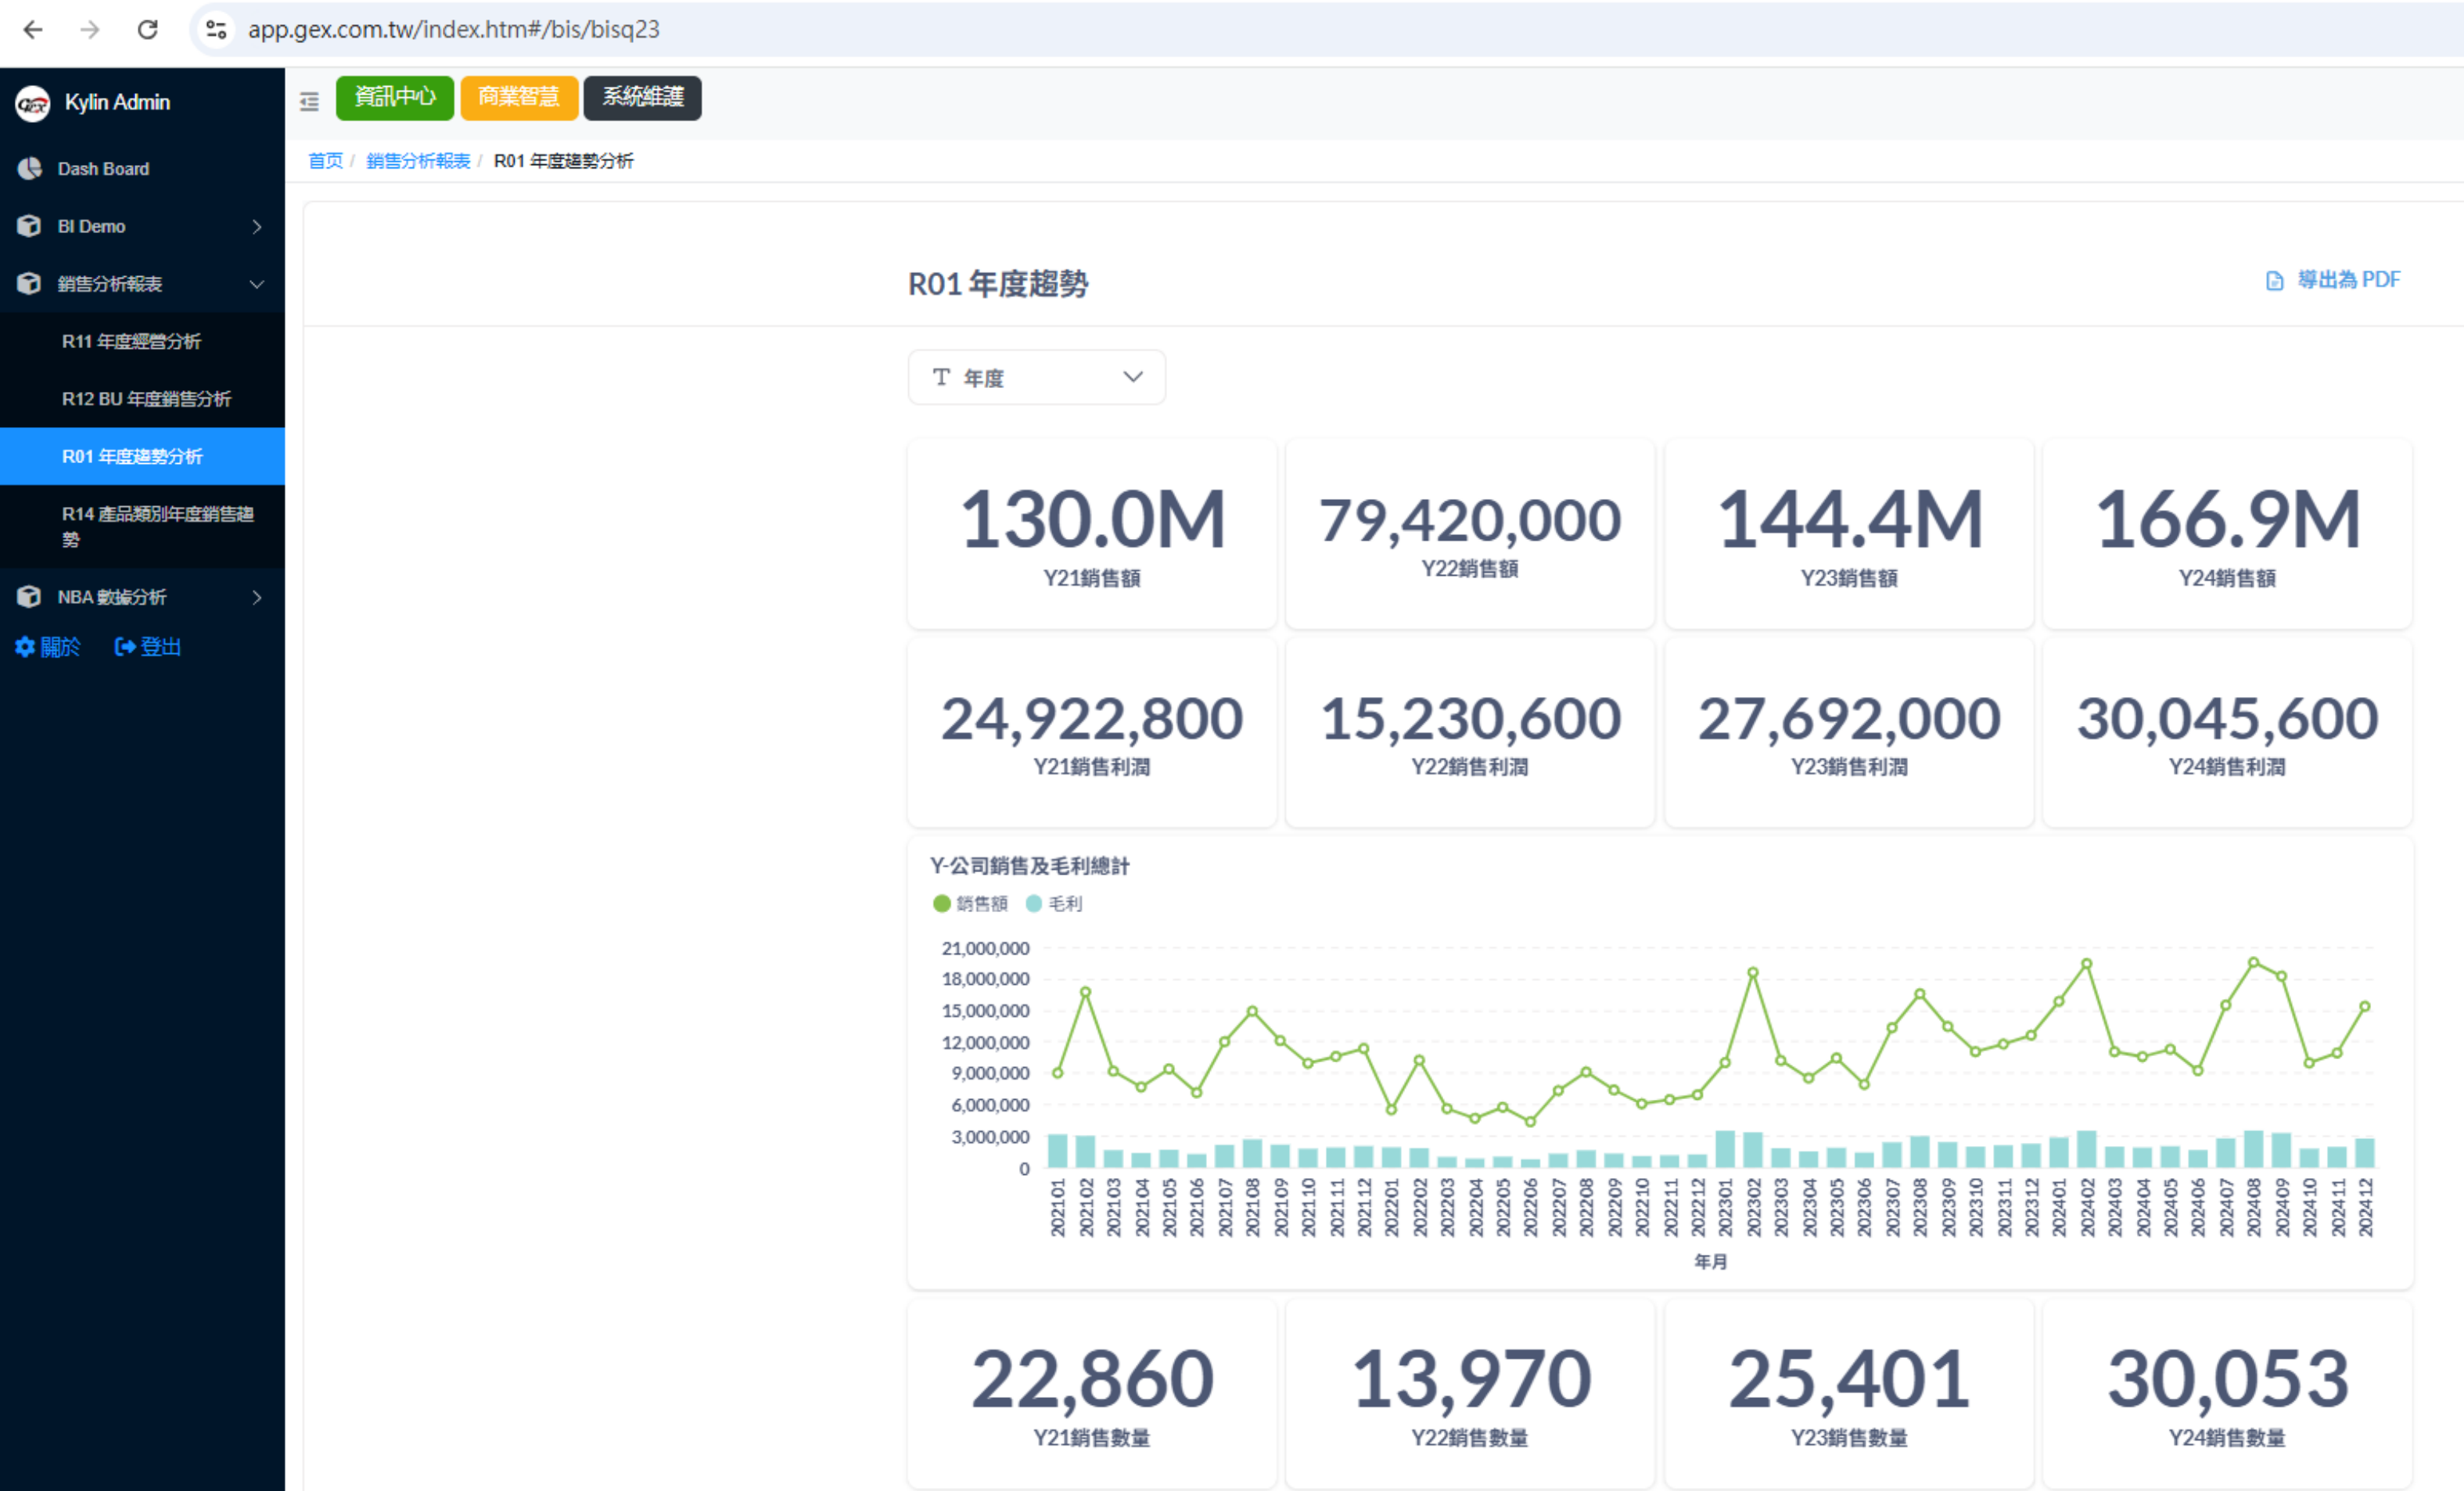 app.gex.com.tw/index.htm#/bis/bisq23
GEX Kylin Admin
資訊中心 商業智慧 系統維護
首页 / 銷售分析報表 / R01 年度趨勢分析
Dash Board
BI Demo
銷售分析報表
R11 年度經營分析
R12 BU 年度銷售分析
R01 年度趨勢分析
R14 產品類別年度銷售趨
勢
NBA 數據分析
關於 登出
R01 年度趨勢
導出為 PDF
T 年度
130.0M 79,420,000 144.4M 166.9M
Y21銷售額 Y22銷售額 Y23銷售額 Y24銷售額
24,922,800 15,230,600 27,692,000 30,045,600
Y21銷售利潤 Y22銷售利潤 Y23銷售利潤 Y24銷售利潤
Y-公司銷售及毛利總計
銷售額 毛利
21,000,000
18,000,000
15,000,000
12,000,000
9,000,000
6,000,000
3,000,000
0
202101 202102 202103 202104 202105 202106 202107 202108 202109 202110 202111 202112 202201 202202 202203 202204 202205 202206 202207 202208 202209 202210 202211 202212 202301 202302 202303 202304 202305 202306 202307 202308 202309 202310 202311 202312 202401 202402 202403 202404 202405 202406 202407 202408 202409 202410 202411 202412
年月
22,860 13,970 25,401 30,053
Y21銷售數量 Y22銷售數量 Y23銷售數量 Y24銷售數量